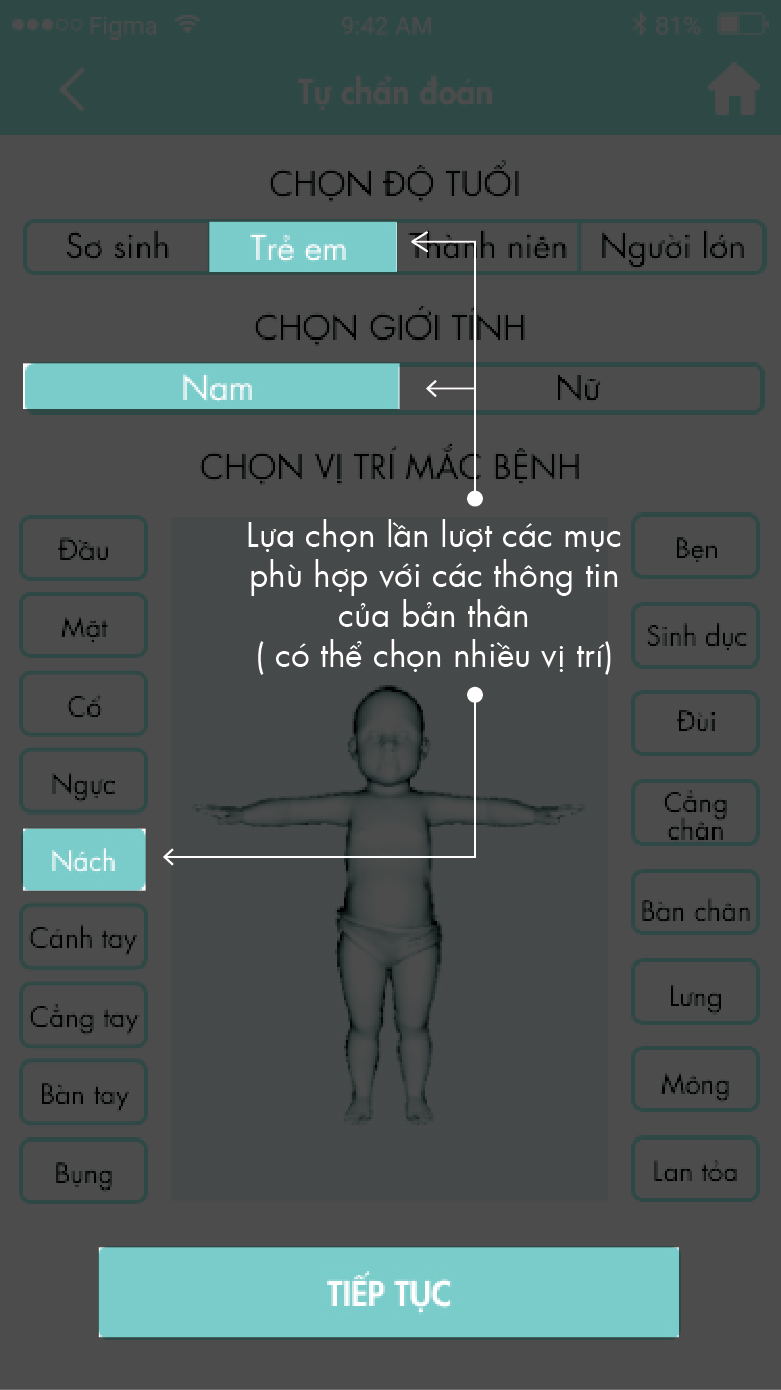 Figma 9:42 AM 81%
Tự chẩn đoán
CHỌN ĐỘ TUỔI
Sơ sinh Trẻ em Thành niên Người lớn
CHỌN GIỚI TÍNH
Nam Nữ
CHỌN VỊ TRÍ MẮC BỆNH
Lựa chọn lần lượt các mục
phù hợp với các thông tin
của bản thân
( có thể chọn nhiều vị trí)
Đầu
Mặt
Cổ
Ngực
Nách
Cánh tay
Cẳng tay
Bàn tay
Bụng
Bẹn
Sinh dục
Đùi
Cẳng
chân
Bàn chân
Lưng
Mông
Lan tỏa
TIẾP TỤC